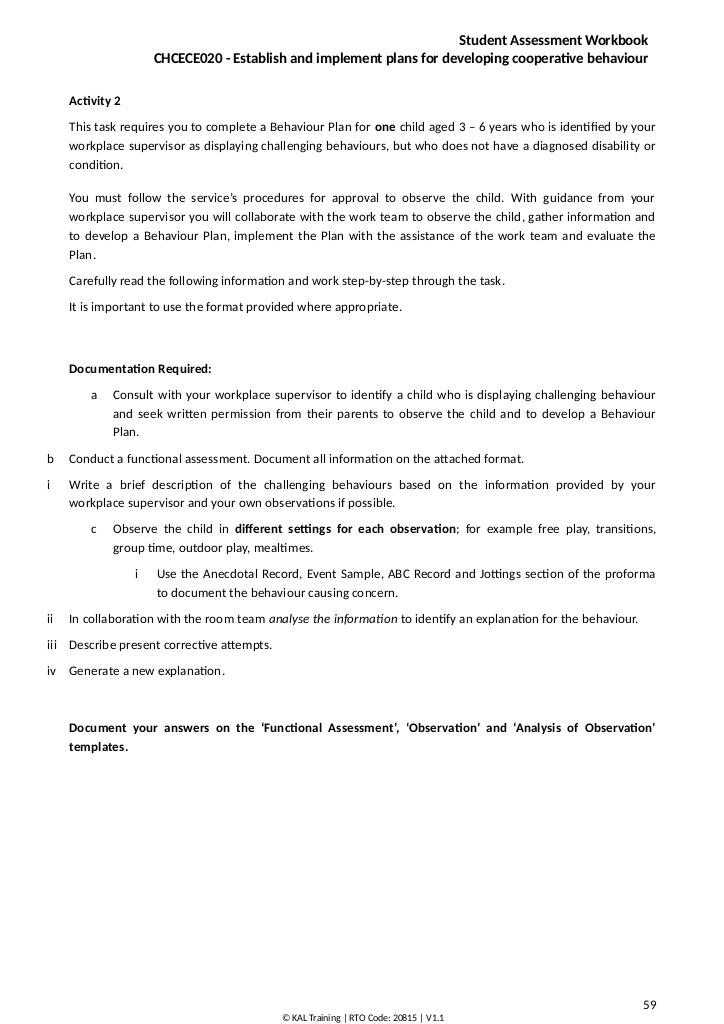 Student Assessment Workbook
CHCECE020 - Establish and implement plans for developing cooperative behaviour
Activity 2
This task requires you to complete a Behaviour Plan for one child aged 3 – 6 years who is identified by your
workplace supervisor as displaying challenging behaviours, but who does not have a diagnosed disability or
condition.
You must follow the service's procedures for approval to observe the child. With guidance from your
workplace supervisor you will collaborate with the work team to observe the child, gather information and
to develop a Behaviour Plan, implement the Plan with the assistance of the work team and evaluate the
Plan.
Carefully read the following information and work step-by-step through the task.
It is important to use the format provided where appropriate.
Documentation Required:
a Consult with your workplace supervisor to identify a child who is displaying challenging behaviour
and seek written permission from their parents to observe the child and to develop a Behaviour
Plan.
b Conduct a functional assessment. Document all information on the attached format.
i Write a brief description of the challenging behaviours based on the information provided by your
workplace supervisor and your own observations if possible.
c Observe the child in different settings for each observation; for example free play, transitions,
group time, outdoor play, mealtimes.
i Use the Anecdotal Record, Event Sample, ABC Record and Jottings section of the proforma
to document the behaviour causing concern.
ii In collaboration with the room team analyse the information to identify an explanation for the behaviour.
iii Describe present corrective attempts.
iv Generate a new explanation.
Document your answers on the 'Functional Assessment', 'Observation' and 'Analysis of Observation'
templates.
59
© KAL Training | RTO Code: 20815 | V1.1